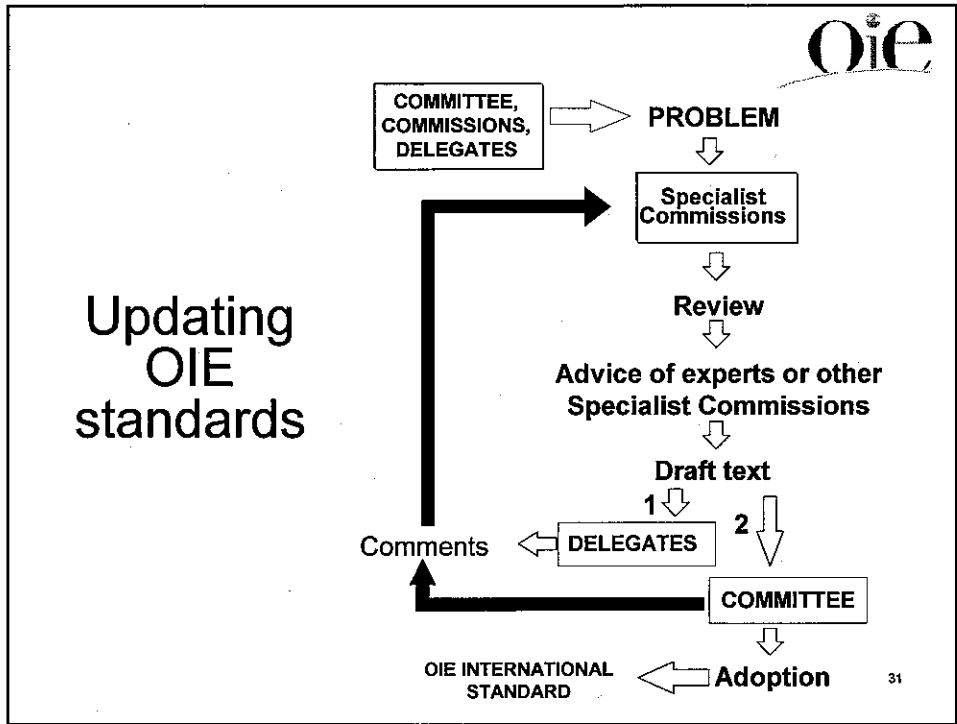 Oie
COMMITTEE,
COMMISSIONS,
DELEGATES
PROBLEM
Specialist
Commissions
Review
Updating
OIE
standards
Advice of experts or other
Specialist Commissions
Draft text
1
2
Comments
DELEGATES
COMMITTEE
OIE INTERNATIONAL
STANDARD
Adoption
31